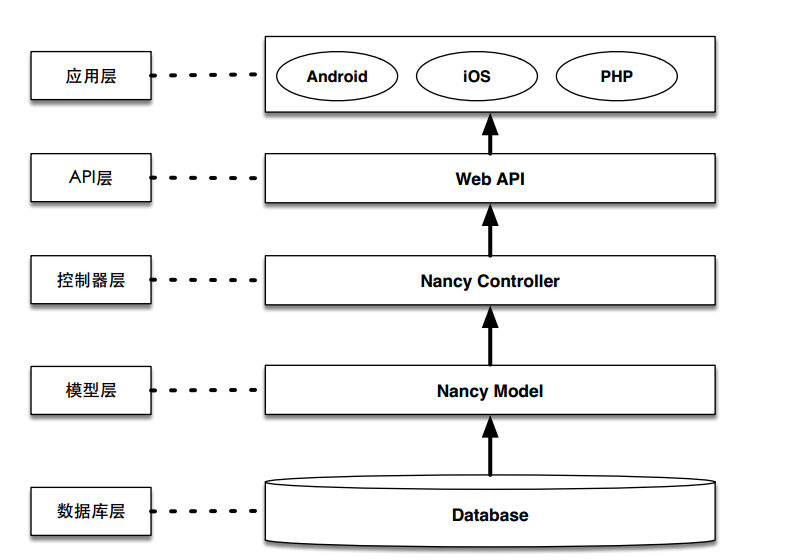 应用层
Android
iOS
PHP
API层
Web API
控制器层
Nancy Controller
模型层
Nancy Model
数据库层
Database